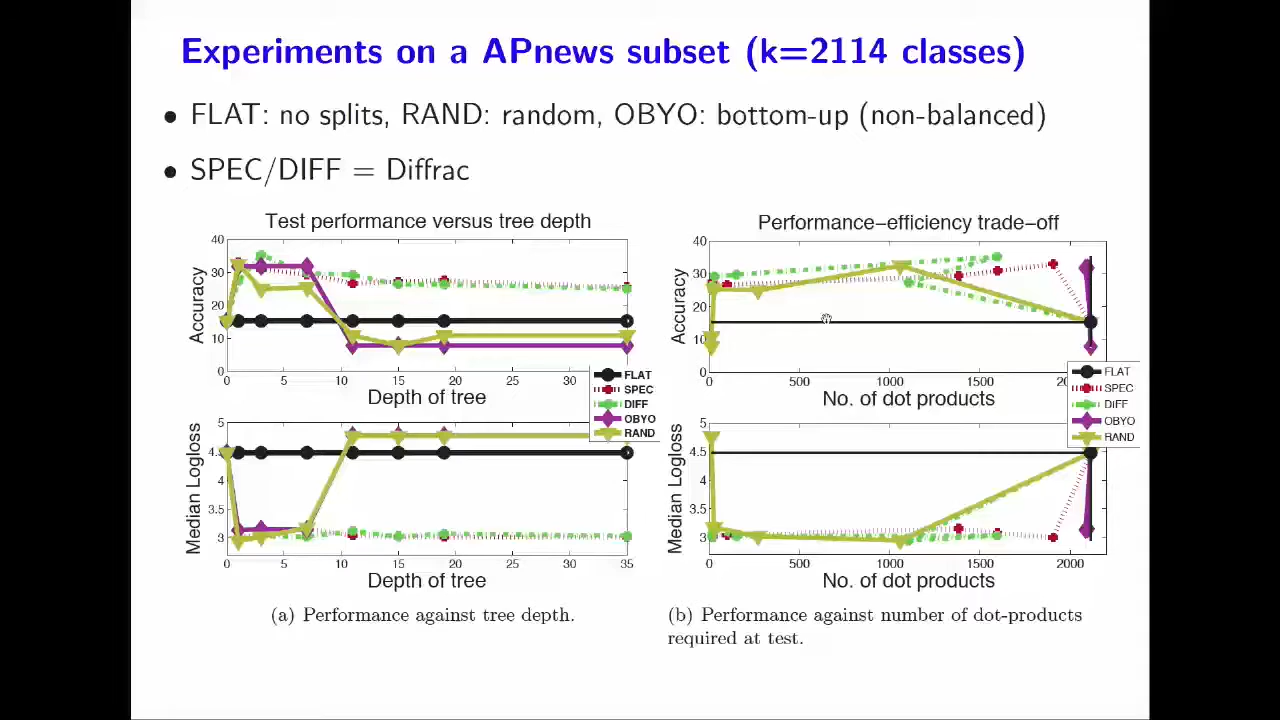 Experiments on a APnews subset (k=2114 classes)
• FLAT: no splits, RAND: random, OBYO: bottom-up (non-balanced)
• SPEC/DIFF = Diffrac
Test performance versus tree depth
Accuracy
40
30
20
10
0
0 5 10 15 20 25 30
Depth of tree
FLAT
SPEC
DIFF
OBYO
RAND
Median Logloss
5
4.5
4
3.5
3
0 5 10 15 20 25 30 35
Depth of tree
(a) Performance against tree depth.
Performance–efficiency trade–off
Accuracy
40
30
20
10
0
0 500 1000 1500
No. of dot products
FLAT
SPEC
DIFF
OBYO
RAND
Median Logloss
5
4.5
4
3.5
3
0 500 1000 1500 2000
No. of dot products
(b) Performance against number of dot-products
required at test.